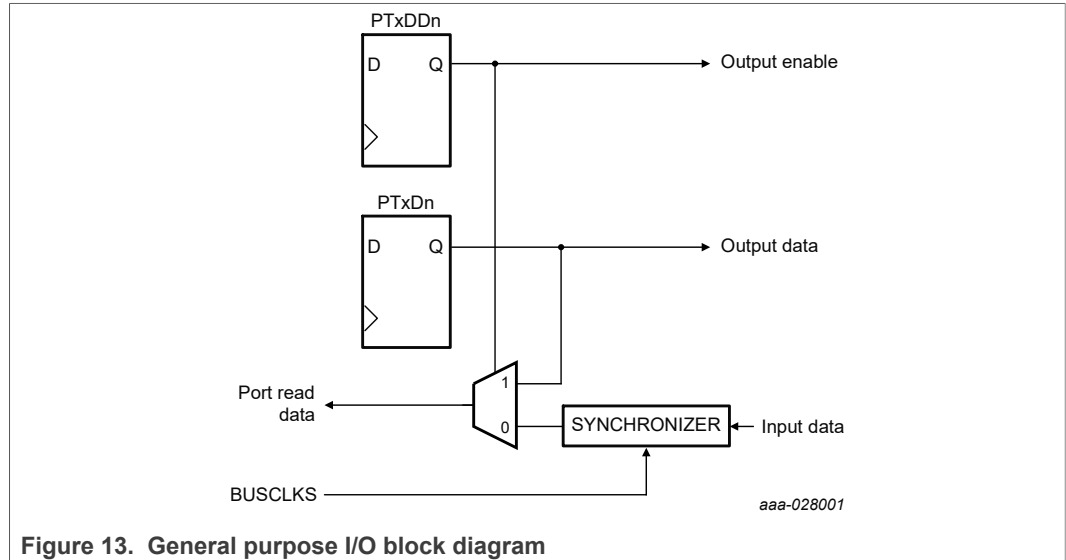 PTxDDn
D
Q
Output enable
PTxDn
D
Q
Output data
1
Port read
data
0
SYNCHRONIZER
Input data
BUSCLKS
aaa-028001
Figure 13. General purpose I/O block diagram